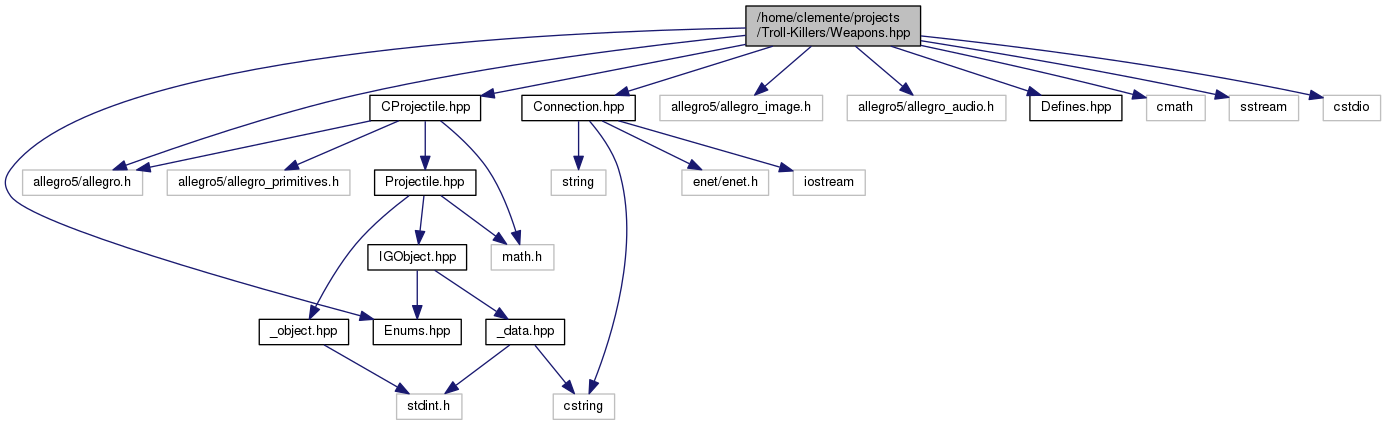 /home/clemente/projects
/Troll-Killers/Weapons.hpp
CProjectile.hpp
Connection.hpp
allegro5/allegro_image.h
allegro5/allegro_audio.h
Defines.hpp
cmath
sstream
cstdio
allegro5/allegro.h
allegro5/allegro_primitives.h
Projectile.hpp
string
enet/enet.h
iostream
IGObject.hpp
math.h
_object.hpp
Enums.hpp
_data.hpp
stdint.h
cstring